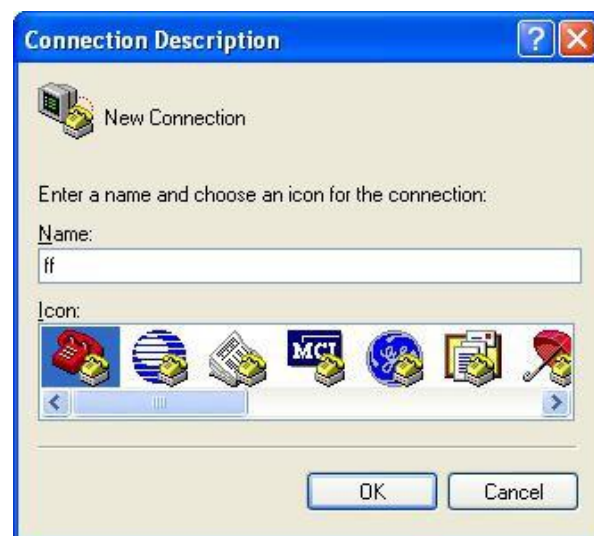 Connection Description
New Connection
Enter a name and choose an icon for the connection:
Name:
ff
Icon:
MCI
OK
Cancel